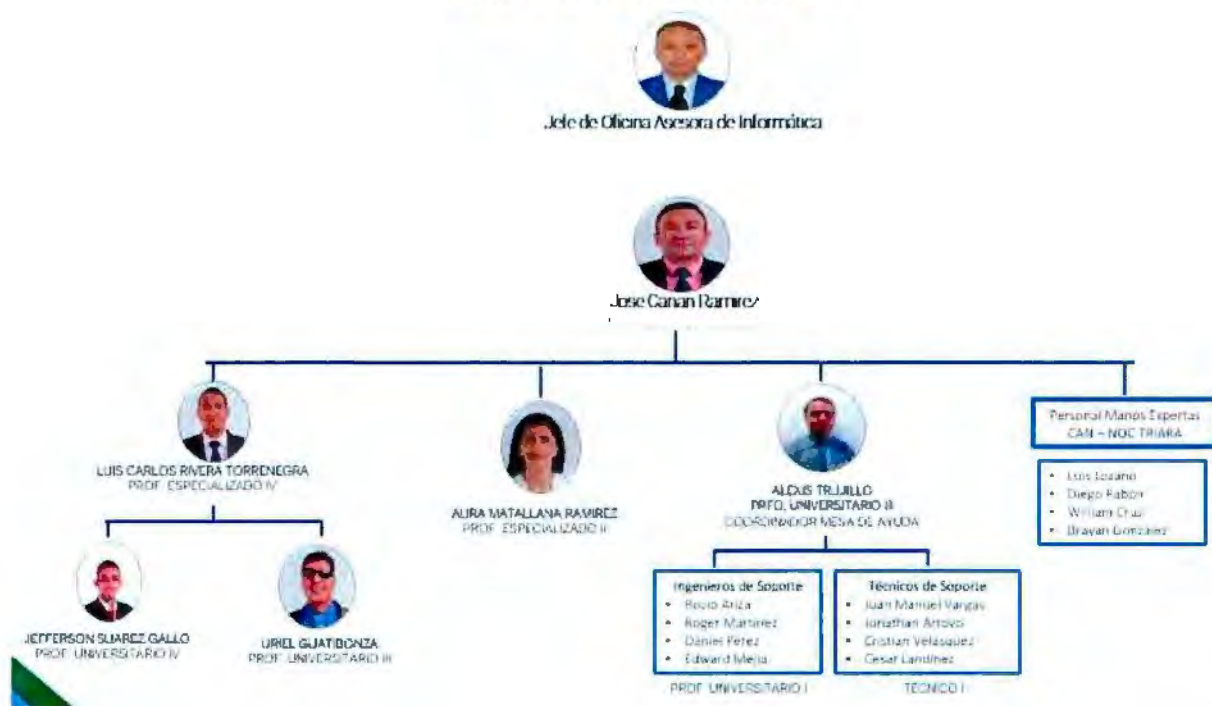 Jefe de Oficina Asesora de Informática
Jose Ramirez
LUIS CARLOS RIVERA TORRENEGRA
PROF. ESPECIALIZADO IV
AURA MATALLANA RAMIREZ
PROF. ESPECIALIZADO II
ALEXIS TRUJILLO
PRFO. UNIVERSITARIO III
COORDINADOR MESA DE AYUDA
Personal Manos Expertas
CAN – NOC TRIARA
• Luis Lozano
• Diego Pabon
• William Cruz
• Brayan Gonzalez
JEFFERSON SUAREZ GALLO
PROF. UNIVERSITARIO IV
URIEL GUATIBONZA
PROF. UNIVERSITARIO III
Ingenieros de Soporte
• Rocio Ariza
• Roger Martinez
• Daniel Perez
• Edward Mejia
PROF. UNIVERSITARIO I
Técnicos de Soporte
• Juan Manuel Vargas
• Jonathan Arroyo
• Cristian Velasquez
• Cesar Landinez
TECNICO I